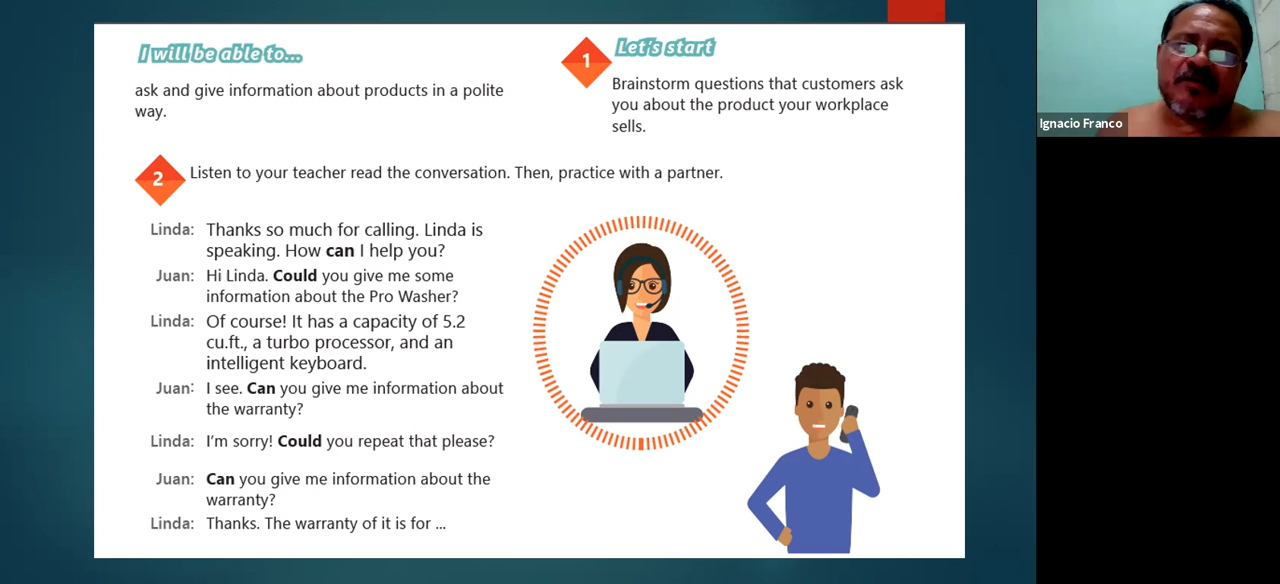 I will be able to...
ask and give information about products in a polite
way.
1
Let's start
Brainstorm questions that customers ask
you about the product your workplace
sells.
2
Listen to your teacher read the conversation. Then, practice with a partner.
Linda: Thanks so much for calling. Linda is
speaking. How can I help you?
Juan: Hi Linda. Could you give me some
information about the Pro Washer?
Linda: Of course! It has a capacity of 5.2
cu.ft., a turbo processor, and an
intelligent keyboard.
Juan: I see. Can you give me information about
the warranty?
Linda: I'm sorry! Could you repeat that please?
Juan: Can you give me information about the
warranty?
Linda: Thanks. The warranty of it is for ...
Ignacio Franco